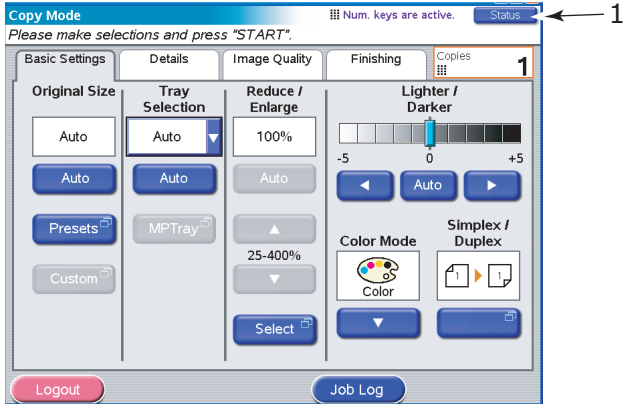 Copy Mode
Num. keys are active.
Status
1
Please make selections and press "START".
Basic Settings
Details
Image Quality
Finishing
Copies
1
Original Size
Auto
Auto
Presets
Custom
Tray
Selection
Auto
Auto
MPTray
Reduce /
Enlarge
100%
Auto
25-400%
Select
Lighter /
Darker
-5
0
+5
Auto
Color Mode
Color
Simplex /
Duplex
1
1
Logout
Job Log